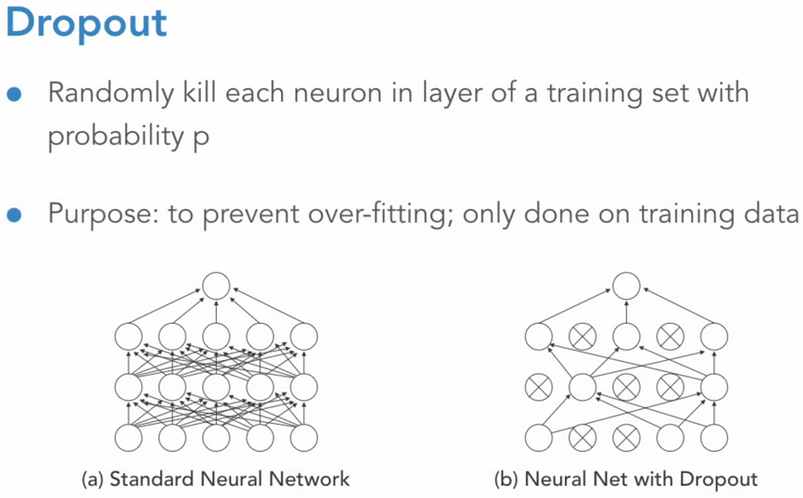 Dropout
Randomly kill each neuron in layer of a training set with
probability p
Purpose: to prevent over-fitting; only done on training data
(a) Standard Neural Network
(b) Neural Net with Dropout